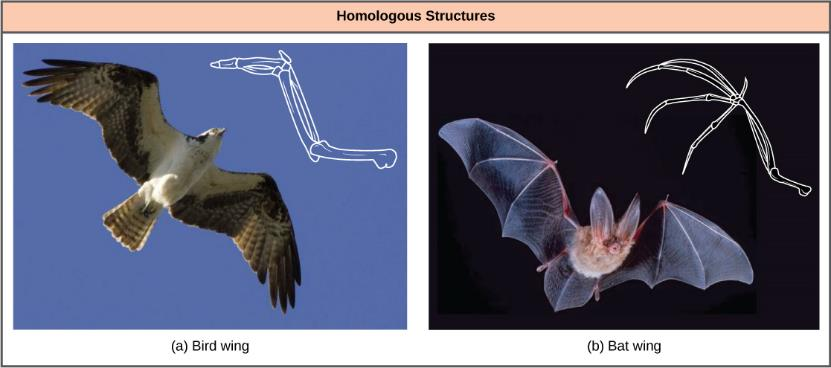 Homologous Structures
(a) Bird wing
(b) Bat wing